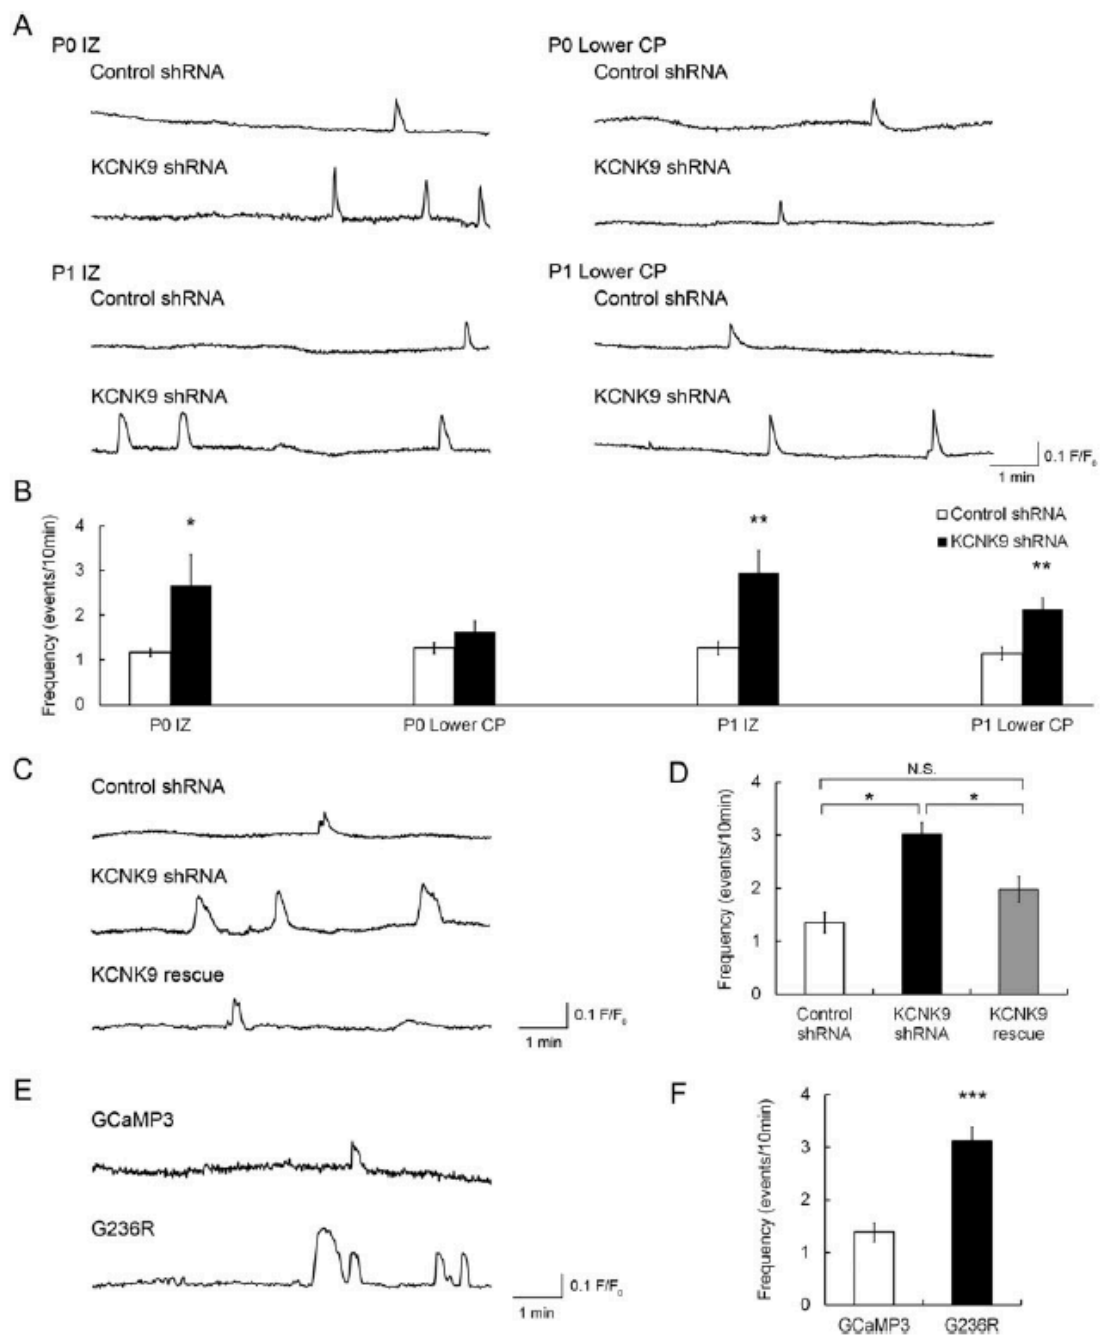 A
P0 IZ
Control shRNA
KCNK9 shRNA
P0 Lower CP
Control shRNA
KCNK9 shRNA
P1 IZ
Control shRNA
KCNK9 shRNA
P1 Lower CP
Control shRNA
KCNK9 shRNA
0.1 F/F₀
1 min
B
Frequency (events/10min)
4
3
2
1
0
*
**
**
Control shRNA
KCNK9 shRNA
P0 IZ
P0 Lower CP
P1 IZ
P1 Lower CP
C
Control shRNA
KCNK9 shRNA
KCNK9 rescue
0.1 F/F₀
1 min
D
Frequency (events/10min)
4
3
2
1
0
N.S.
*
*
Control shRNA
KCNK9 shRNA
KCNK9 rescue
E
GCaMP3
G236R
0.1 F/F₀
1 min
F
Frequency (events/10min)
4
3
2
1
0
***
GCaMP3
G236R